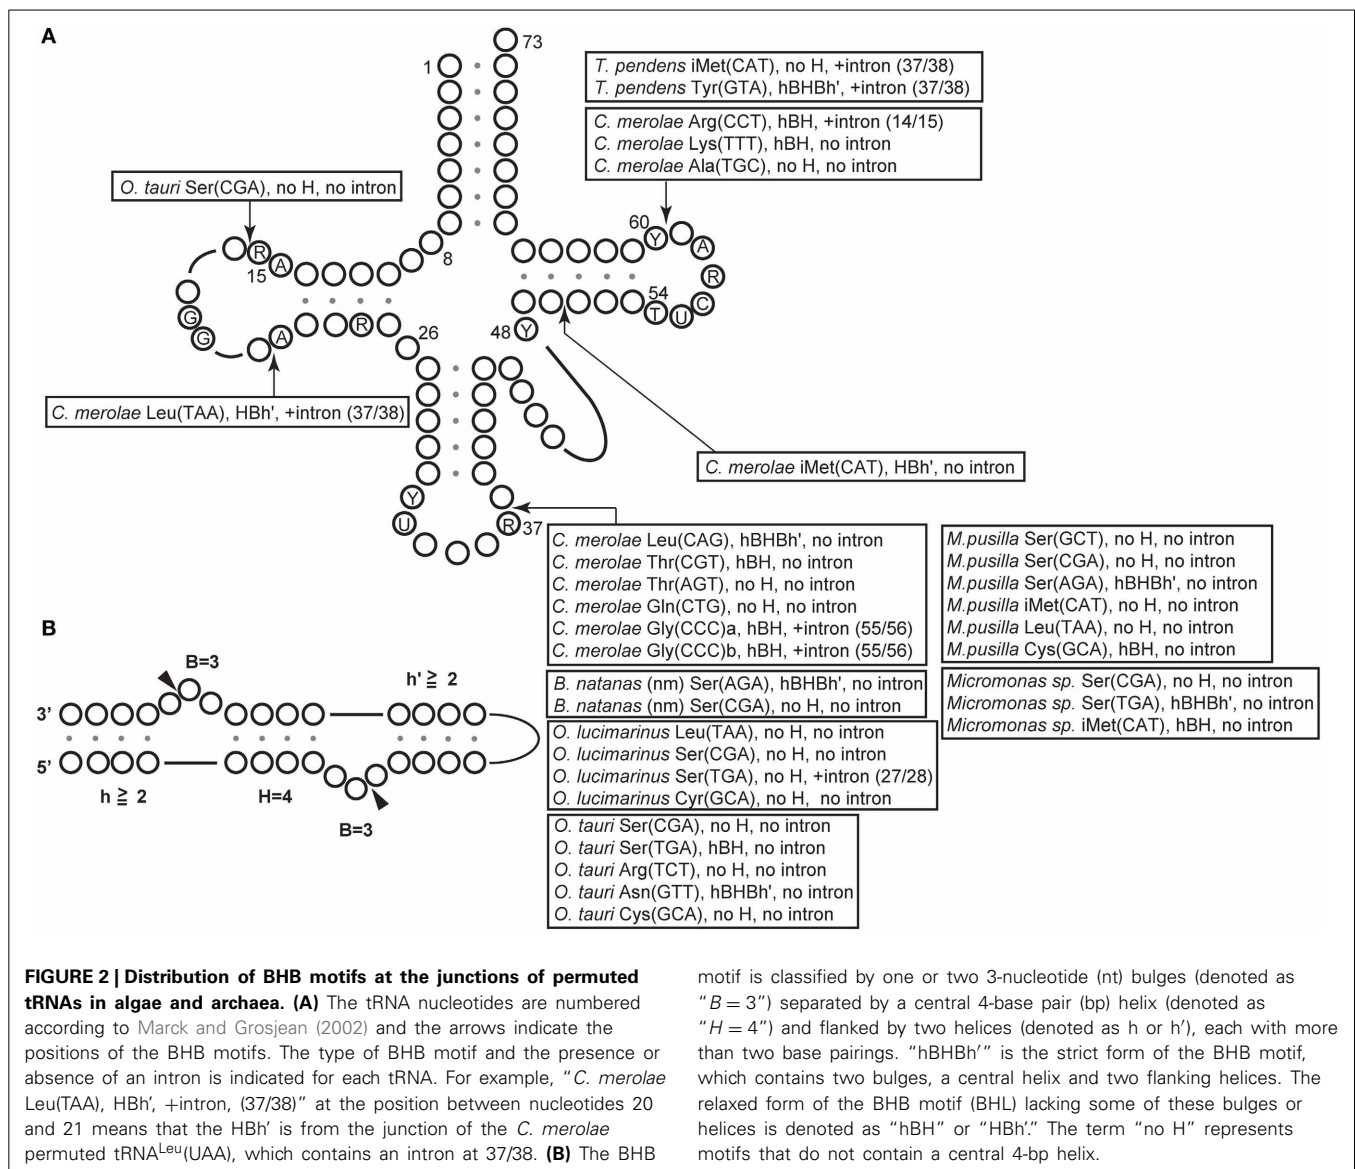 A
73
1
T. pendens iMet(CAT), no H, +intron (37/38)
T. pendens Tyr(GTA), hBHBh', +intron (37/38)
C. merolae Arg(CCT), hBH, +intron (14/15)
C. merolae Lys(TTT), hBH, no intron
C. merolae Ala(TGC), no H, no intron
O. tauri Ser(CGA), no H, no intron
60
Y
A
R
C
U
T
54
R
15
A
8
G
G
A
R
26
48
Y
C. merolae Leu(TAA), HBh', +intron (37/38)
C. merolae iMet(CAT), HBh', no intron
Y
U
R
37
C. merolae Leu(CAG), hBHBh', no intron
C. merolae Thr(CGT), hBH, no intron
C. merolae Thr(AGT), no H, no intron
C. merolae Gln(CTG), no H, no intron
C. merolae Gly(CCC)a, hBH, +intron (55/56)
C. merolae Gly(CCC)b, hBH, +intron (55/56)
B. natanas (nm) Ser(AGA), hBHBh', no intron
B. natanas (nm) Ser(CGA), no H, no intron
O. lucimarinus Leu(TAA), no H, no intron
O. lucimarinus Ser(CGA), no H, no intron
O. lucimarinus Ser(TGA), no H, +intron (27/28)
O. lucimarinus Cyr(GCA), no H, no intron
O. tauri Ser(CGA), no H, no intron
O. tauri Ser(TGA), hBH, no intron
O. tauri Arg(TCT), no H, no intron
O. tauri Asn(GTT), hBHBh', no intron
O. tauri Cys(GCA), no H, no intron
M.pusilla Ser(GCT), no H, no intron
M.pusilla Ser(CGA), no H, no intron
M.pusilla Ser(AGA), hBHBh', no intron
M.pusilla iMet(CAT), no H, no intron
M.pusilla Leu(TAA), no H, no intron
M.pusilla Cys(GCA), hBH, no intron
Micromonas sp. Ser(CGA), no H, no intron
Micromonas sp. Ser(TGA), hBHBh', no intron
Micromonas sp. iMet(CAT), hBH, no intron
B
B=3
h' ≧ 2
3'
5'
h ≧ 2
H=4
B=3
FIGURE 2 | Distribution of BHB motifs at the junctions of permuted
tRNAs in algae and archaea. (A) The tRNA nucleotides are numbered
according to Marck and Grosjean (2002) and the arrows indicate the
positions of the BHB motifs. The type of BHB motif and the presence or
absence of an intron is indicated for each tRNA. For example, “C. merolae
Leu(TAA), HBh′, +intron, (37/38)” at the position between nucleotides 20
and 21 means that the HBh′ is from the junction of the C. merolae
permuted tRNA^Leu(UAA), which contains an intron at 37/38. (B) The BHB
motif is classified by one or two 3-nucleotide (nt) bulges (denoted as
“B = 3”) separated by a central 4-base pair (bp) helix (denoted as
“H = 4”) and flanked by two helices (denoted as h or h′), each with more
than two base pairings. “hBHBh′” is the strict form of the BHB motif,
which contains two bulges, a central helix and two flanking helices. The
relaxed form of the BHB motif (BHL) lacking some of these bulges or
helices is denoted as “hBH” or “HBh′.” The term “no H” represents
motifs that do not contain a central 4-bp helix.